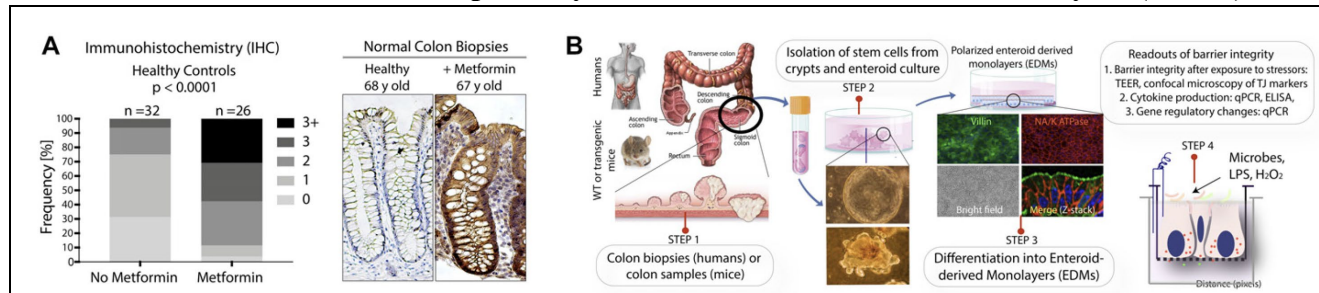 A
Immunohistochemistry (IHC)
Healthy Controls
p < 0.0001
n =32
n =26
Frequency [%]
100
90
80
70
60
50
40
30
20
10
0
3+
3
2
1
0
No Metformin
Metformin
Normal Colon Biopsies
Healthy
68 y old
+ Metformin
67 y old
B
Humans
WT or transgenic
mice
Transverse colon
Descending
colon
Ascending
colon
Appendix
Sigmoid
colon
Rectum
STEP 1
Colon biopsies (humans) or
colon samples (mice)
Isolation of stem cells from
crypts and enteroid culture
STEP 2
Polarized enteroid derived
monolayers (EDMs)
Villin
NA/K ATPase
Bright field
Merge (Z-stack)
STEP 3
Differentiation into Enteroid-
derived Monolayers (EDMs)
Readouts of barrier integrity
1. Barrier integrity after exposure to stressors:
TEER, confocal microscopy of TJ markers
2. Cytokine production: qPCR, ELISA,
3. Gene regulatory changes: qPCR
STEP 4
Microbes,
LPS, H₂O₂
Distance (pixels)